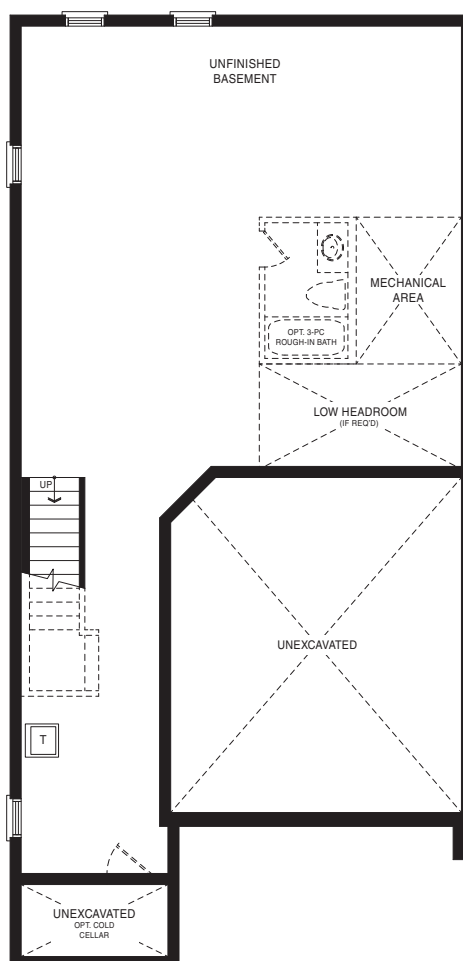 UNFINISHED
BASEMENT
MECHANICAL
AREA
OPT. 3-PC
ROUGH-IN BATH
LOW HEADROOM
(IF REQ'D)
UP
UNEXCAVATED
T
UNEXCAVATED
OPT. COLD
CELLAR